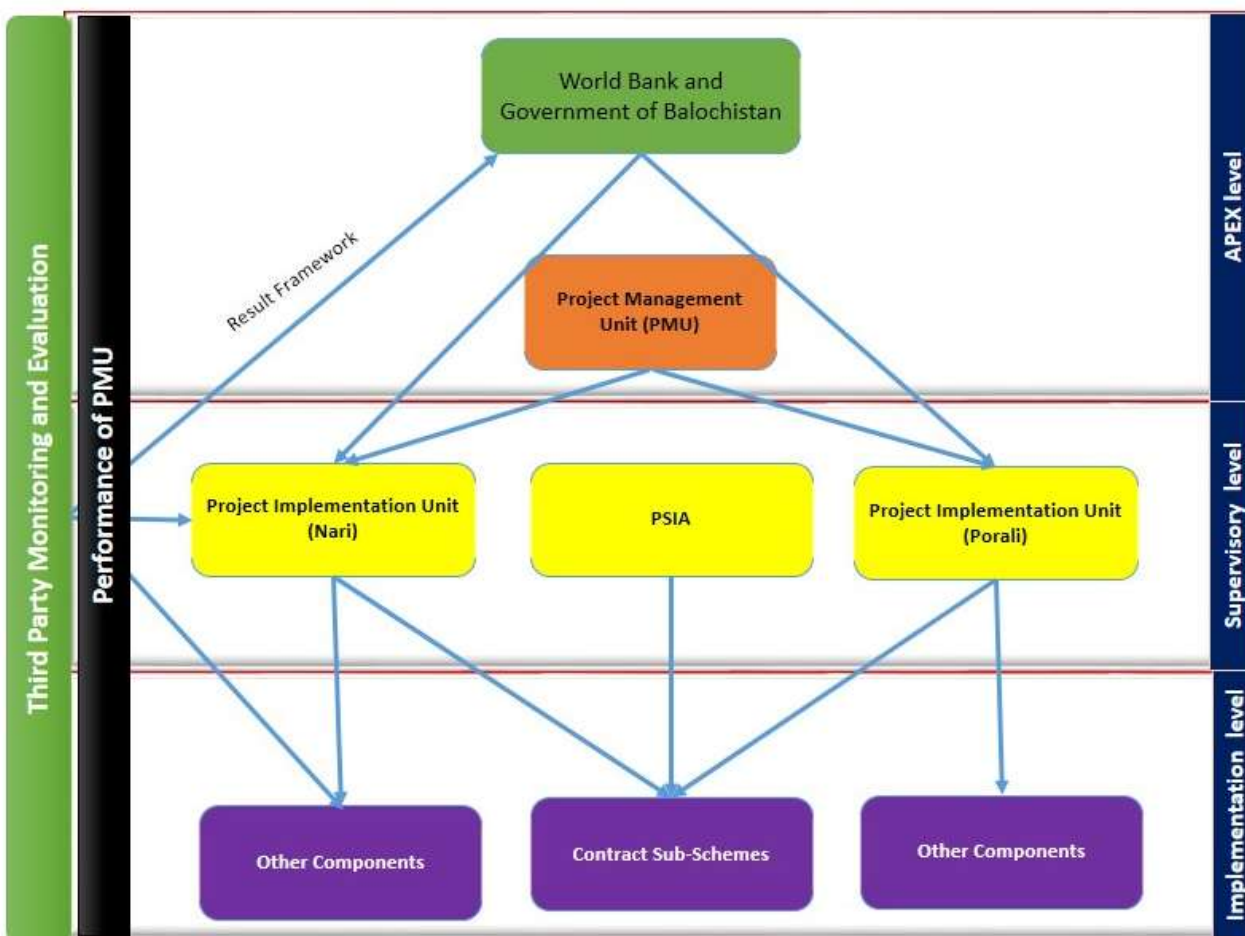 Third Party Monitoring and Evaluation
Performance of PMU
World Bank and
Government of Balochistan
APEX level
Result Framework
Project Management
Unit (PMU)
Supervisory level
Project Implementation Unit
(Nari)
PSIA
Project Implementation Unit
(Porali)
Implementation level
Other Components
Contract Sub-Schemes
Other Components